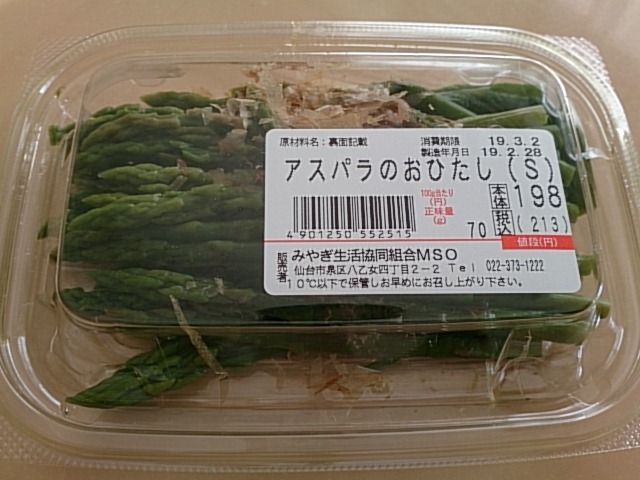 原材料名:裏面記載 消費期限 19.3.2
製造年月日 19.2.28
アスパラのおひたし(S)
100g当たり
(円)
正味量
(g)
70
本体 198
税込 (213)
値段(円)
4901250 552515
販売者 みやぎ生活協同組合MSO
仙台市泉区八乙女四丁目2-2 Tel 022-373-1222
10℃以下で保管しお早めにお召し上がり下さい。